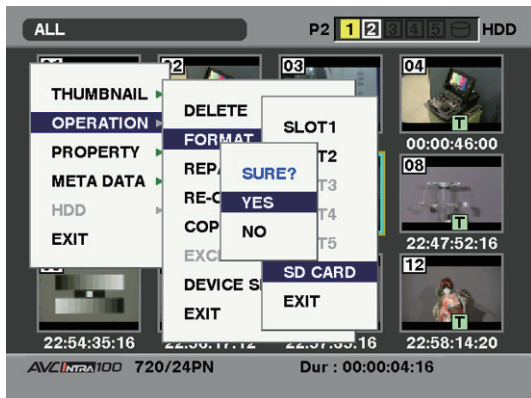 ALL P2 1 2 3 4 5 HDD
02 03 04
THUMBNAIL
OPERATION
PROPERTY
META DATA
HDD
EXIT
DELETE
FORMAT
RE-C
COP
EXC
DEVICE S
EXIT
SLOT1
T2
T3
T4
T5
SD CARD
EXIT
SURE?
YES
NO
T
00:00:46:00
08
T
22:47:52:16
12
T
22:54:35:16
22:58:14:20
AVC INTRA 100 720/24PN Dur : 00:00:04:16